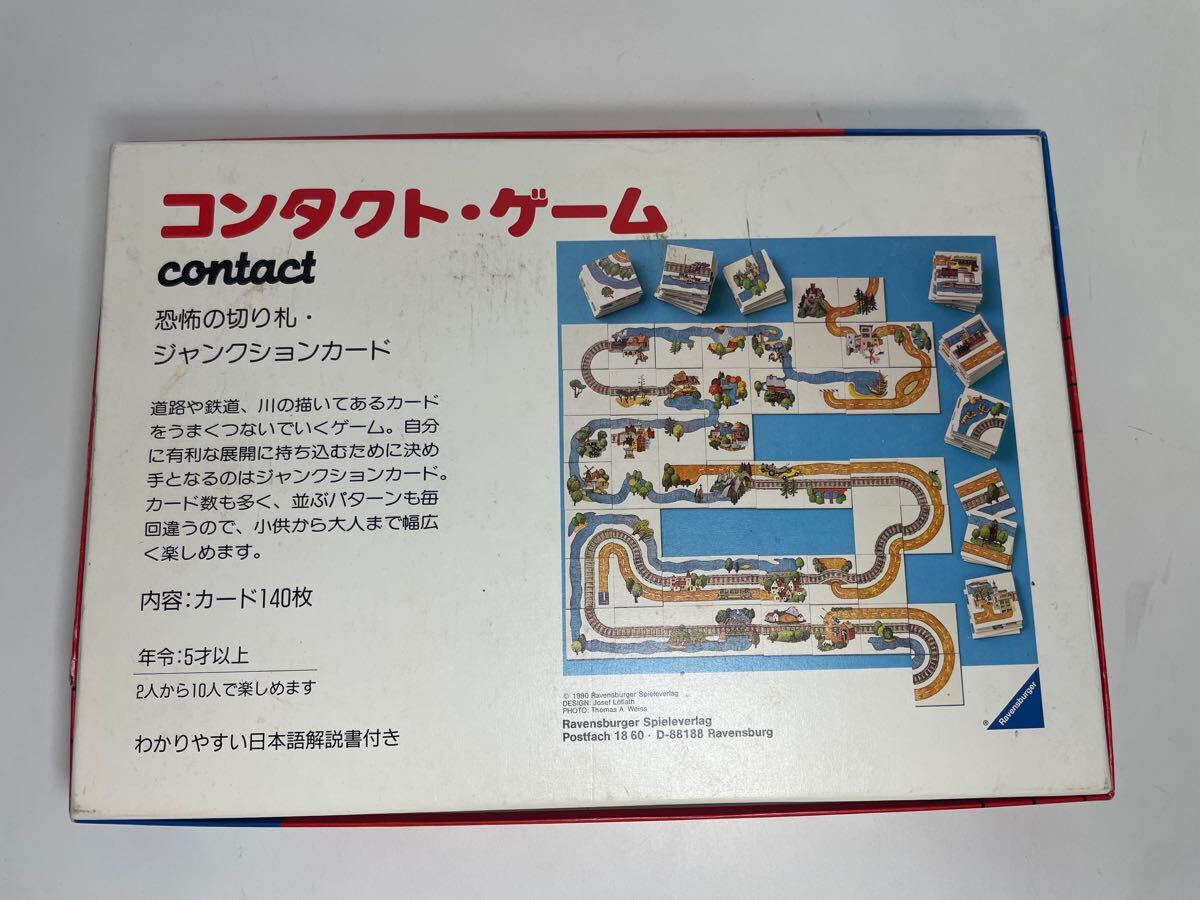 コンタクト・ゲーム
contact
恐怖の切り札・
ジャンクションカード
道路や鉄道、川の描いてあるカード
をうまくつないでいくゲーム。自分
に有利な展開に持ち込むために決め
手となるのはジャンクションカード。
カード数も多く、並ぶパターンも毎
回違うので、小供から大人まで幅広
く楽しめます。
内容:カード140枚
年令:5才以上
2人から10人で楽しめます
わかりやすい日本語解説書付き
© 1990 Ravensburger Spieleverlag
DESIGN: Josef Löflath
PHOTO: Thomas A. Weiss
Ravensburger Spieleverlag
Postfach 18 60 · D-88188 Ravensburg
® Ravensburger